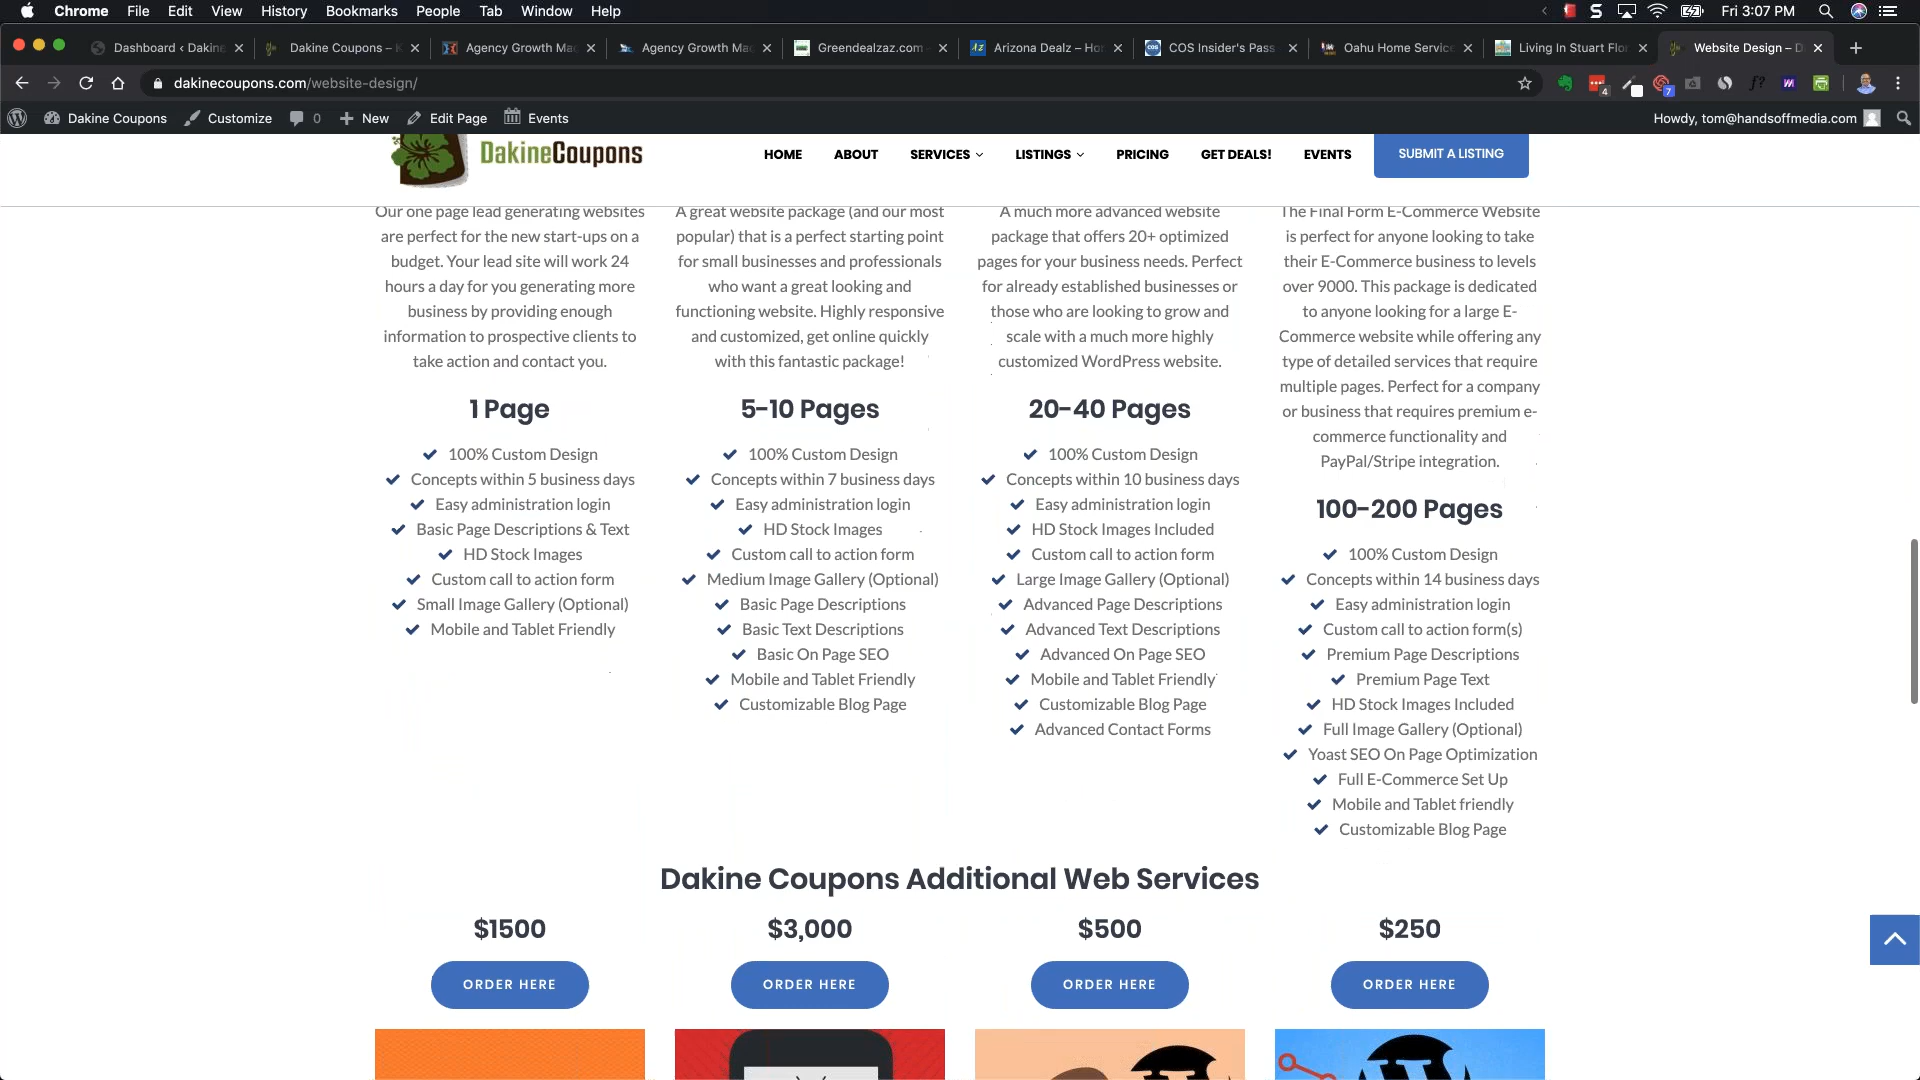 Chrome File Edit View History Bookmarks People Tab Window Help Fri 3:07 PM
Dashboard ‹ Dakine Dakine Coupons – Agency Growth Ma Agency Growth Ma Greendealzaz.com – Arizona Dealz – Ho COS Insider's Pass Oahu Home Service Living In Stuart Flo Website Design – D
dakinecoupons.com/website-design/ 4 7
Dakine Coupons Customize 0 New Edit Page Events Howdy, tom@handsoffmedia.com
DakineCoupons HOME ABOUT SERVICES LISTINGS PRICING GET DEALS! EVENTS SUBMIT A LISTING
Our one page lead generating websites
are perfect for the new start-ups on a
budget. Your lead site will work 24
hours a day for you generating more
business by providing enough
information to prospective clients to
take action and contact you.
1 Page
100% Custom Design
Concepts within 5 business days
Easy administration login
Basic Page Descriptions & Text
HD Stock Images
Custom call to action form
Small Image Gallery (Optional)
Mobile and Tablet Friendly
A great website package (and our most
popular) that is a perfect starting point
for small businesses and professionals
who want a great looking and
functioning website. Highly responsive
and customized, get online quickly
with this fantastic package!
5-10 Pages
100% Custom Design
Concepts within 7 business days
Easy administration login
HD Stock Images
Custom call to action form
Medium Image Gallery (Optional)
Basic Page Descriptions
Basic Text Descriptions
Basic On Page SEO
Mobile and Tablet Friendly
Customizable Blog Page
A much more advanced website
package that offers 20+ optimized
pages for your business needs. Perfect
for already established businesses or
those who are looking to grow and
scale with a much more highly
customized WordPress website.
20-40 Pages
100% Custom Design
Concepts within 10 business days
Easy administration login
HD Stock Images Included
Custom call to action form
Large Image Gallery (Optional)
Advanced Page Descriptions
Advanced Text Descriptions
Advanced On Page SEO
Mobile and Tablet Friendly
Customizable Blog Page
Advanced Contact Forms
The Final Form E-Commerce Website
is perfect for anyone looking to take
their E-Commerce business to levels
over 9000. This package is dedicated
to anyone looking for a large E-
Commerce website while offering any
type of detailed services that require
multiple pages. Perfect for a company
or business that requires premium e-
commerce functionality and
PayPal/Stripe integration.
100-200 Pages
100% Custom Design
Concepts within 14 business days
Easy administration login
Custom call to action form(s)
Premium Page Descriptions
Premium Page Text
HD Stock Images Included
Full Image Gallery (Optional)
Yoast SEO On Page Optimization
Full E-Commerce Set Up
Mobile and Tablet friendly
Customizable Blog Page
Dakine Coupons Additional Web Services
$1500 $3,000 $500 $250
ORDER HERE ORDER HERE ORDER HERE ORDER HERE